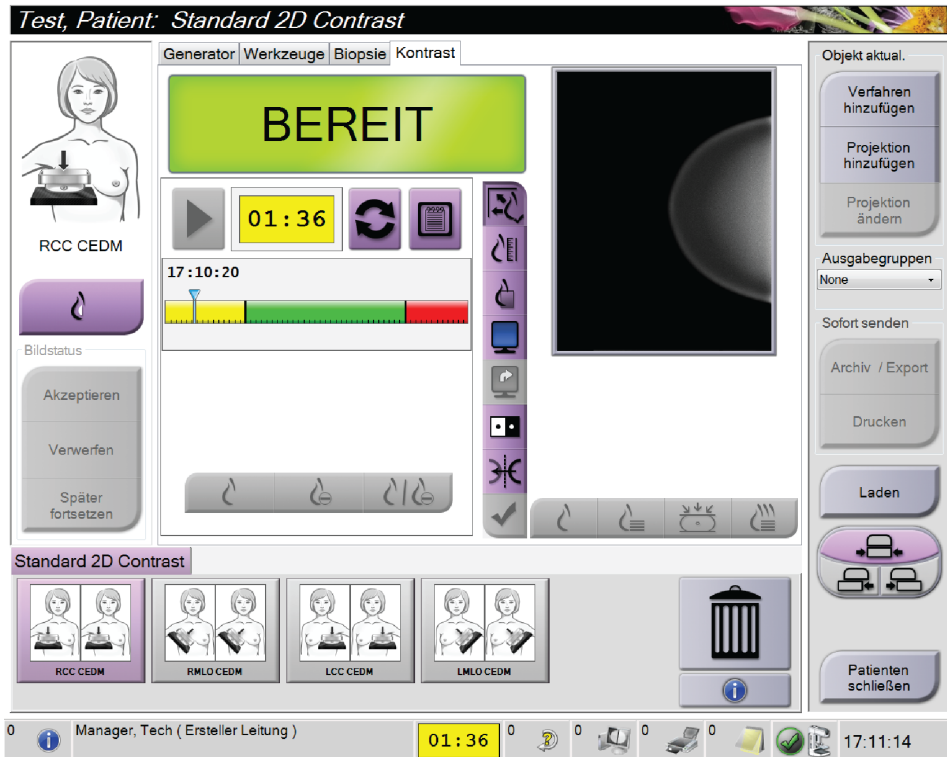 Test, Patient: Standard 2D Contrast
Generator Werkzeuge Biopsie Kontrast
BEREIT
01:36
17:10:20
RCC CEDM
Bildstatus
Akzeptieren
Verwerfen
Später
fortsetzen
Objekt aktual.
Verfahren
hinzufügen
Projektion
hinzufügen
Projektion
ändern
Ausgabegruppen
None
Sofort senden
Archiv / Export
Drucken
Laden
Patienten
schließen
Standard 2D Contrast
RCC CEDM
RMLO CEDM
LCC CEDM
LMLO CEDM
0 Manager, Tech ( Ersteller Leitung ) 01:36 0 0 0 0 17:11:14